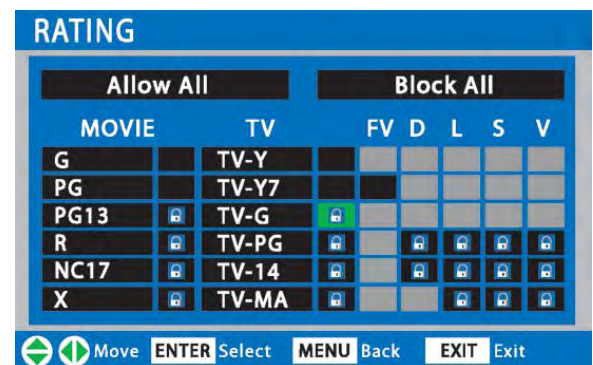 RATING
Allow All Block All
MOVIE TV FV D L S V
G TV-Y
PG TV-Y7
PG13 TV-G
R TV-PG
NC17 TV-14
X TV-MA
Move ENTER Select MENU Back EXIT Exit